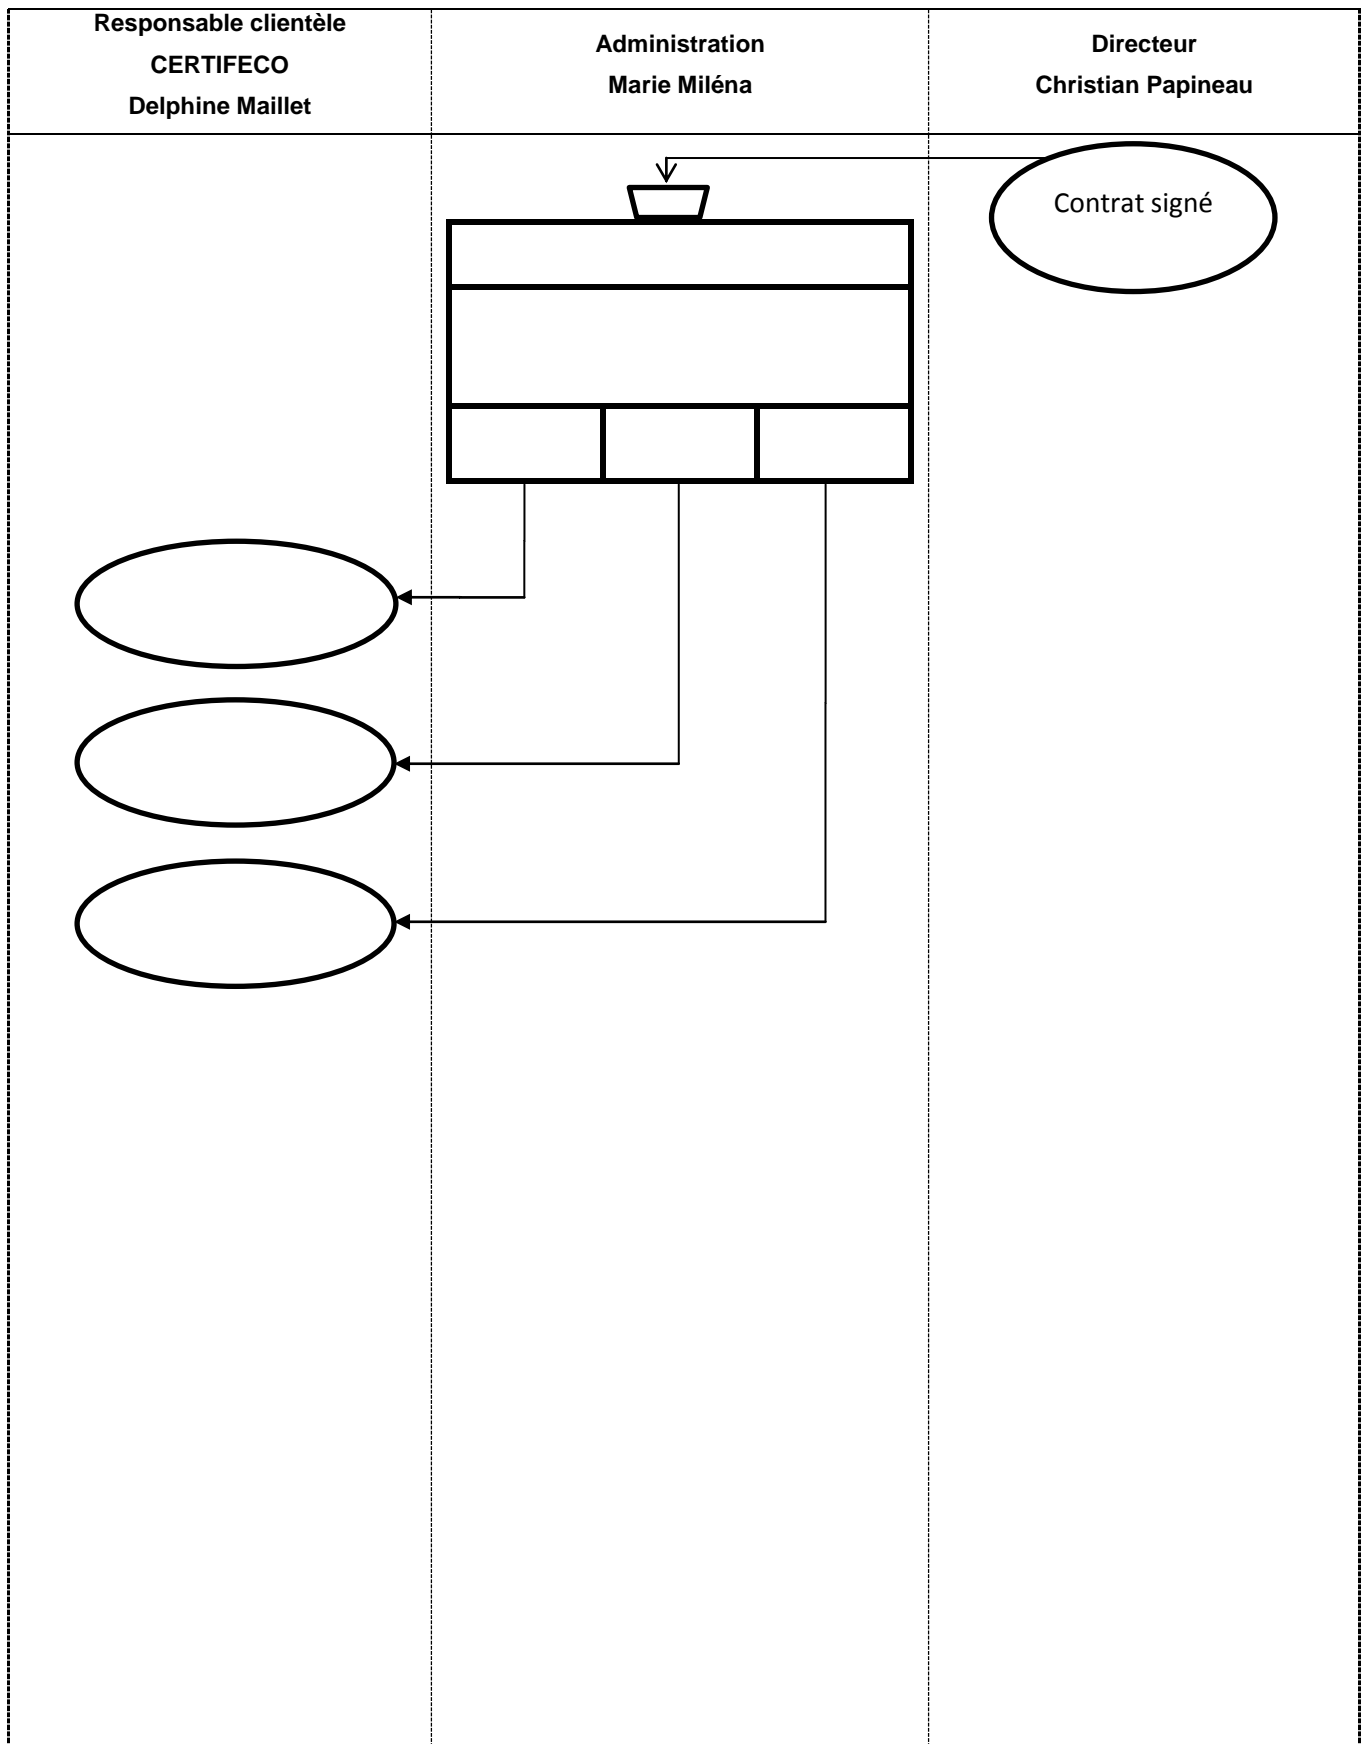 Responsable clientèle
CERTIFECO
Delphine Maillet
Administration
Marie Miléna
Directeur
Christian Papineau
Contrat signé